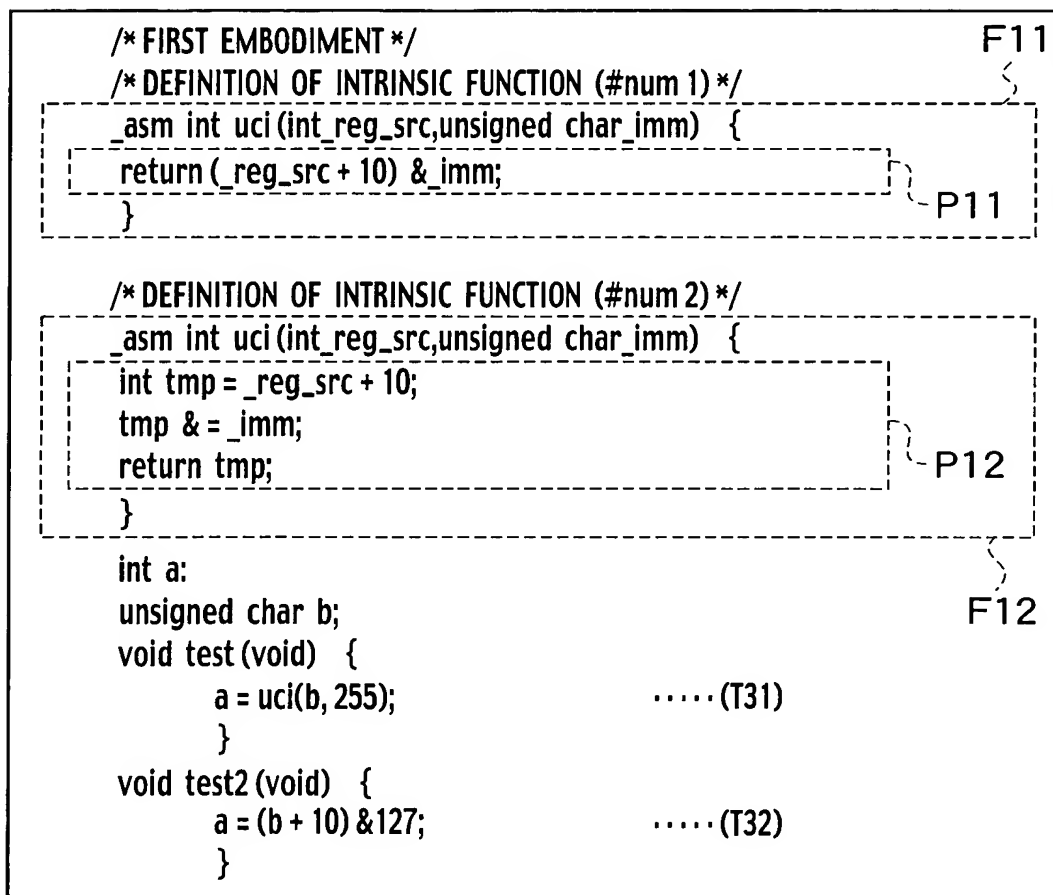 /* FIRST EMBODIMENT */ F11
/* DEFINITION OF INTRINSIC FUNCTION (#num 1) */
_asm int uci (int_reg_src,unsigned char_imm) {
return (_reg_src + 10) &_imm;
P11
}
/* DEFINITION OF INTRINSIC FUNCTION (#num 2) */
_asm int uci (int_reg_src,unsigned char_imm) {
int tmp = _reg_src + 10;
tmp & = _imm;
P12
return tmp;
}
int a:
unsigned char b; F12
void test (void) {
a = uci(b, 255); ·····(T31)
}
void test2 (void) {
a = (b + 10) &127; ·····(T32)
}